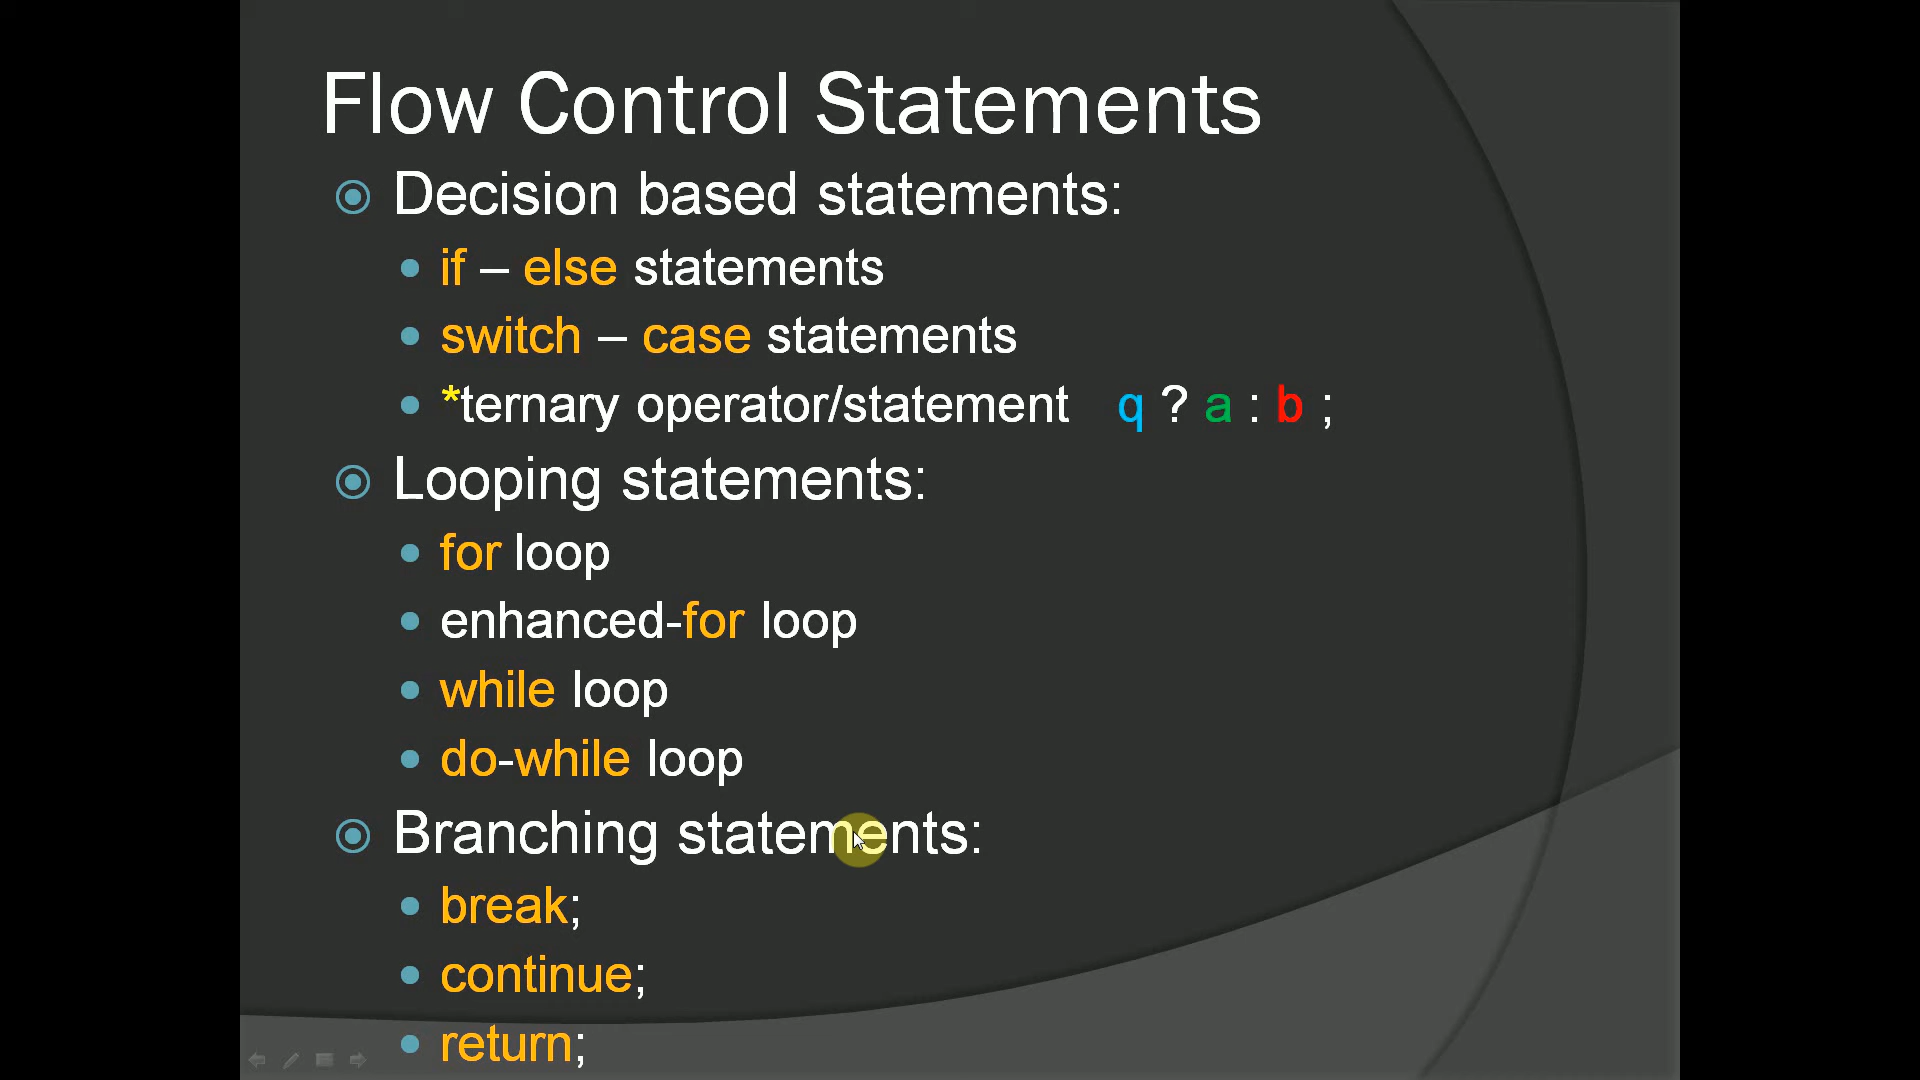 Flow Control Statements
Decision based statements:
if – else statements
switch – case statements
*ternary operator/statement q ? a : b ;
Looping statements:
for loop
enhanced-for loop
while loop
do-while loop
Branching statements:
break;
continue;
return;